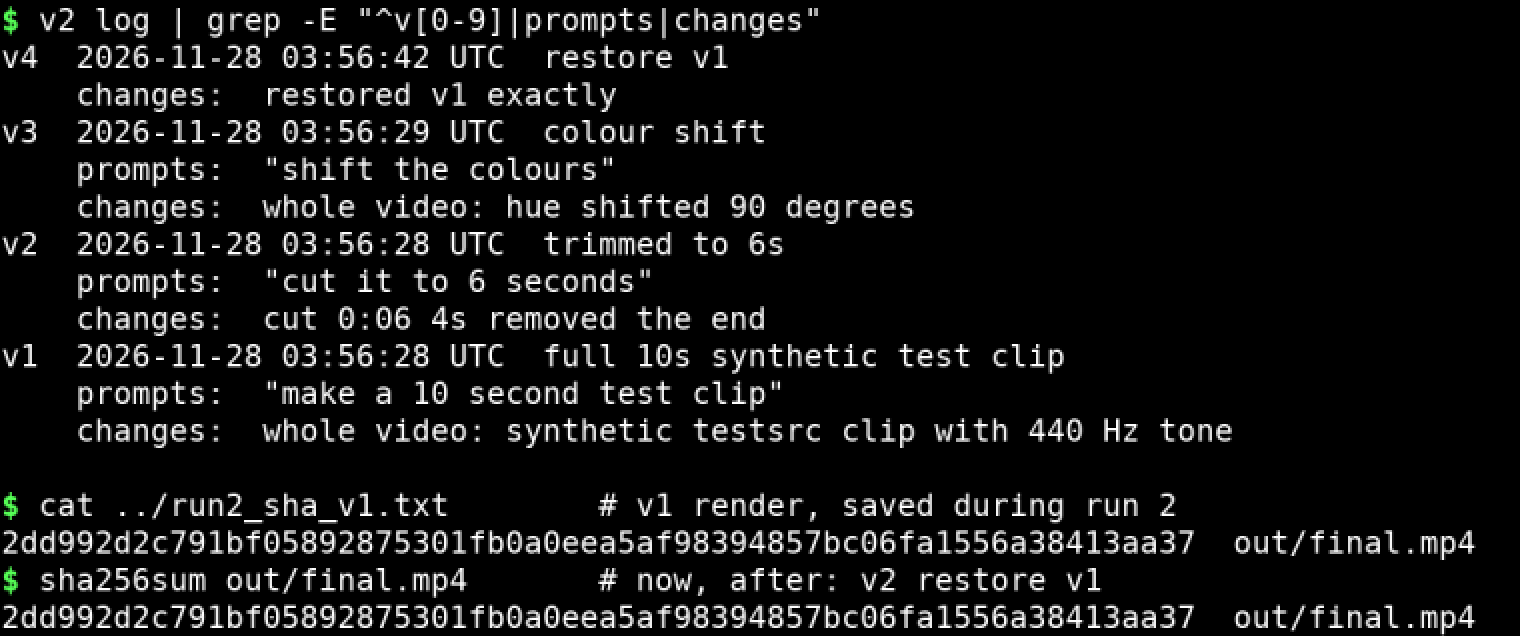 $ v2 log | grep -E "^v[0-9]|prompts|changes"
v4  2026-11-28 03:56:42 UTC  restore v1
    changes:  restored v1 exactly
v3  2026-11-28 03:56:29 UTC  colour shift
    prompts:  "shift the colours"
    changes:  whole video: hue shifted 90 degrees
v2  2026-11-28 03:56:28 UTC  trimmed to 6s
    prompts:  "cut it to 6 seconds"
    changes:  cut 0:06 4s removed the end
v1  2026-11-28 03:56:28 UTC  full 10s synthetic test clip
    prompts:  "make a 10 second test clip"
    changes:  whole video: synthetic testsrc clip with 440 Hz tone

$ cat ../run2_sha_v1.txt        # v1 render, saved during run 2
2dd992d2c791bf05892875301fb0a0eea5af98394857bc06fa1556a38413aa37  out/final.mp4
$ sha256sum out/final.mp4       # now, after: v2 restore v1
2dd992d2c791bf05892875301fb0a0eea5af98394857bc06fa1556a38413aa37  out/final.mp4